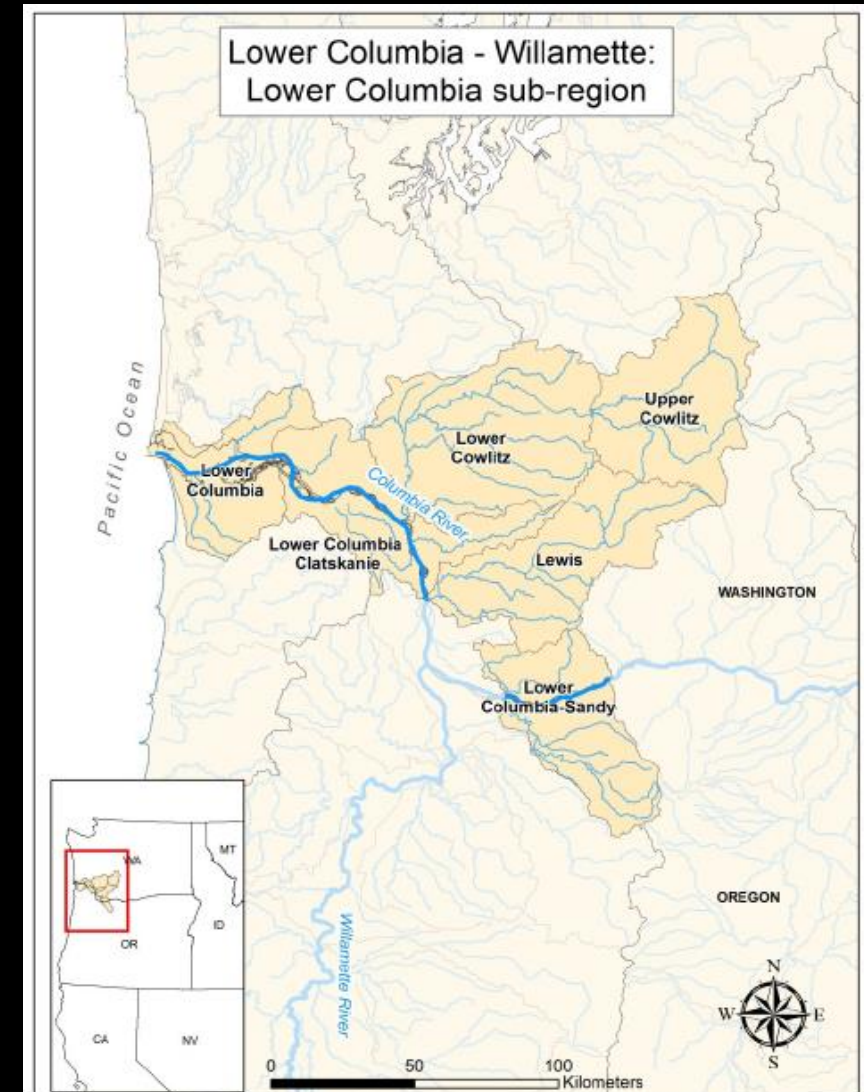 Lower Columbia - Willamette:
Lower Columbia sub-region
Pacific Ocean
Upper
Cowlitz
Lower
Cowlitz
Lower
Columbia
Columbia River
Lower Columbia
Clatskanie
Lewis
WASHINGTON
Lower
Columbia-Sandy
OREGON
Willamette River
WA
MT
OR
ID
CA
NV
N
W
E
S
0
50
100
Kilometers